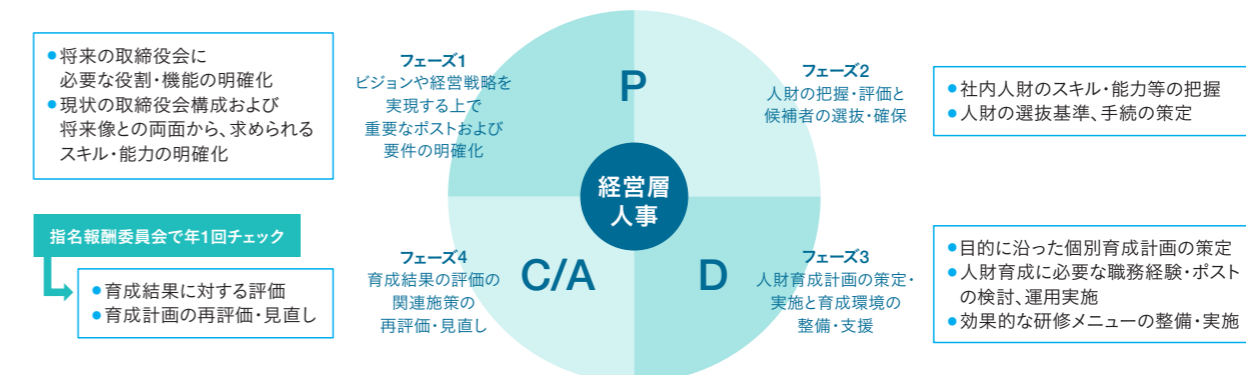 ●将来の取締役会に
必要な役割・機能の明確化
●現状の取締役会構成および
将来像との両面から、求められる
スキル・能力の明確化
フェーズ1
ビジョンや経営戦略を
実現する上で
重要なポストおよび
要件の明確化
P
フェーズ2
人財の把握・評価と
候補者の選抜・確保
●社内人財のスキル・能力等の把握
●人財の選抜基準、手続の策定
経営層
人事
指名報酬委員会で年1回チェック
●育成結果に対する評価
●育成計画の再評価・見直し
フェーズ4
育成結果の評価の
関連施策の
再評価・見直し
C/A
D
フェーズ3
人財育成計画の策定・
実施と育成環境の
整備・支援
●目的に沿った個別育成計画の策定
●人財育成に必要な職務経験・ポスト
の検討、運用実施
●効果的な研修メニューの整備・実施